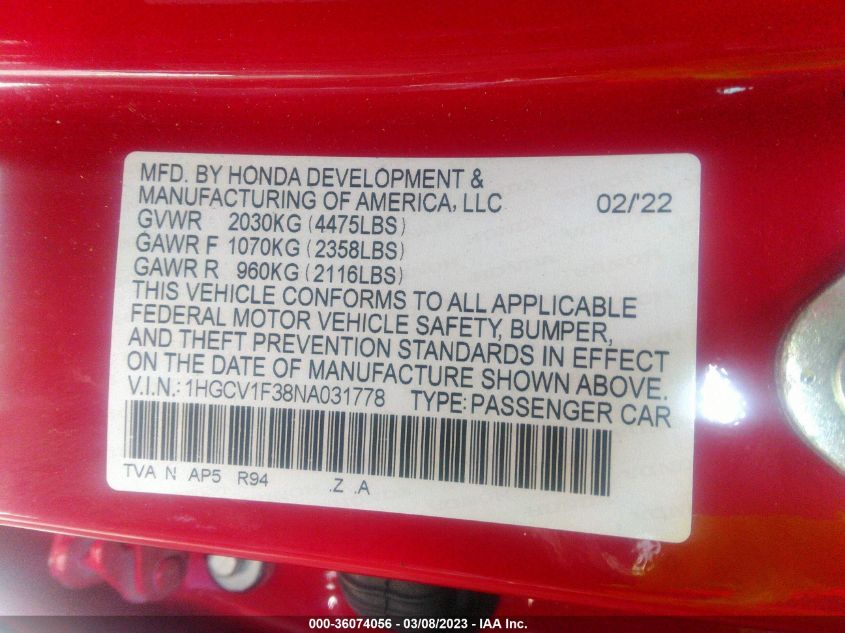 MFD. BY HONDA DEVELOPMENT &
MANUFACTURING OF AMERICA, LLC 02/'22
GVWR 2030KG (4475LBS)
GAWR F 1070KG (2358LBS)
GAWR R 960KG (2116LBS)
THIS VEHICLE CONFORMS TO ALL APPLICABLE
FEDERAL MOTOR VEHICLE SAFETY, BUMPER,
AND THEFT PREVENTION STANDARDS IN EFFECT
ON THE DATE OF MANUFACTURE SHOWN ABOVE.
V.I.N.: 1HGCV1F38NA031778 TYPE: PASSENGER CAR
TVA N AP5 R94 .Z .A
000-36074056 — 03/08/2023 — IAA Inc.